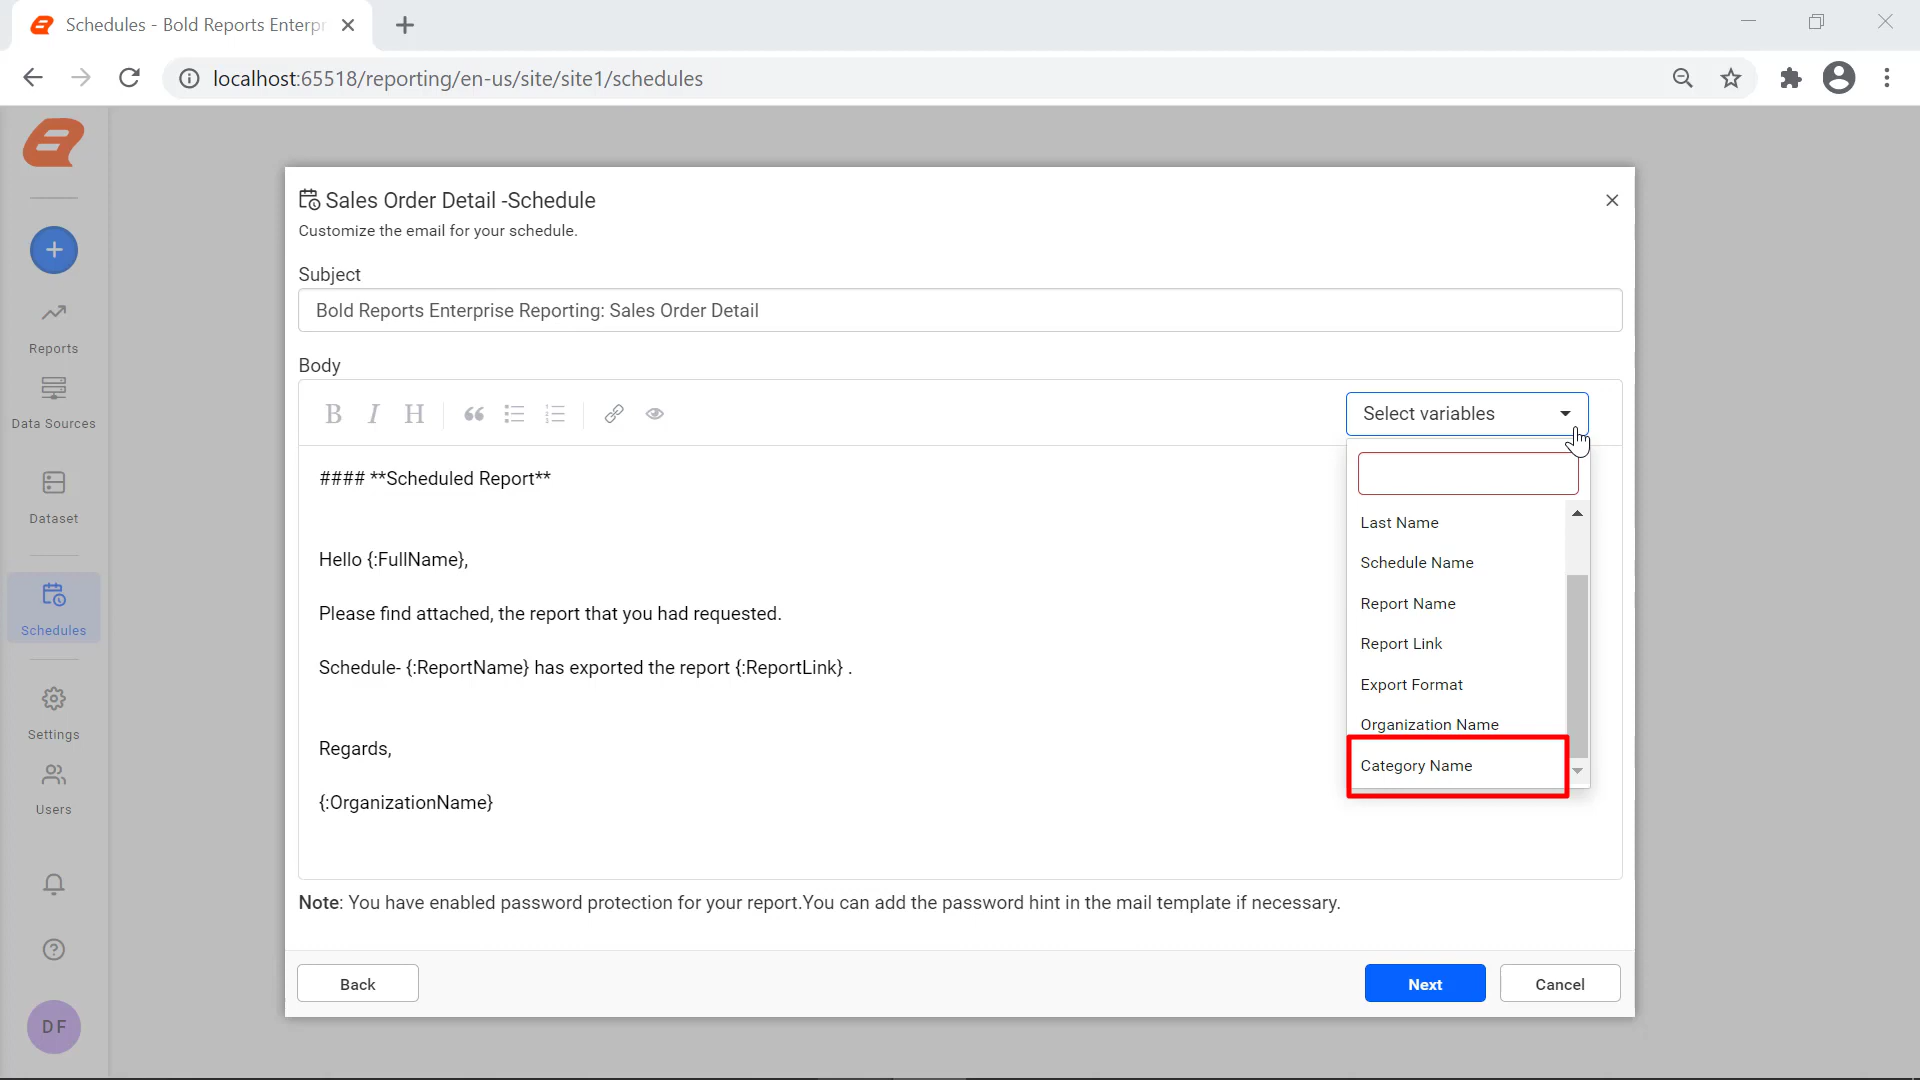 Schedules - Bold Reports Enterpr
localhost:65518/reporting/en-us/site/site1/schedules
Sales Order Detail -Schedule
Customize the email for your schedule.
Subject
Bold Reports Enterprise Reporting: Sales Order Detail
Body
B I H
Select variables
#### **Scheduled Report**
Hello {:FullName},
Please find attached, the report that you had requested.
Schedule- {:ReportName} has exported the report {:ReportLink} .
Regards,
{:OrganizationName}
Last Name
Schedule Name
Report Name
Report Link
Export Format
Organization Name
Category Name
Note: You have enabled password protection for your report.You can add the password hint in the mail template if necessary.
Back
Next
Cancel
Reports
Data Sources
Dataset
Schedules
Settings
Users
DF